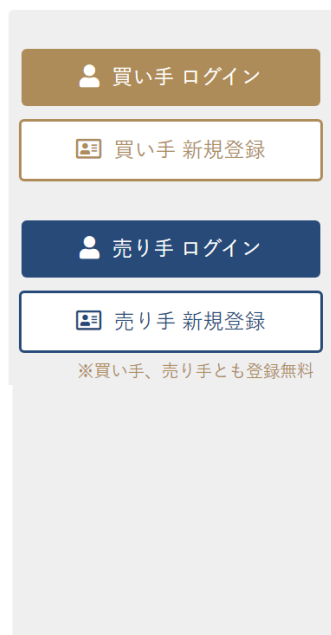 買い手 ログイン
買い手 新規登録
売り手 ログイン
売り手 新規登録
※買い手、売り手とも登録無料